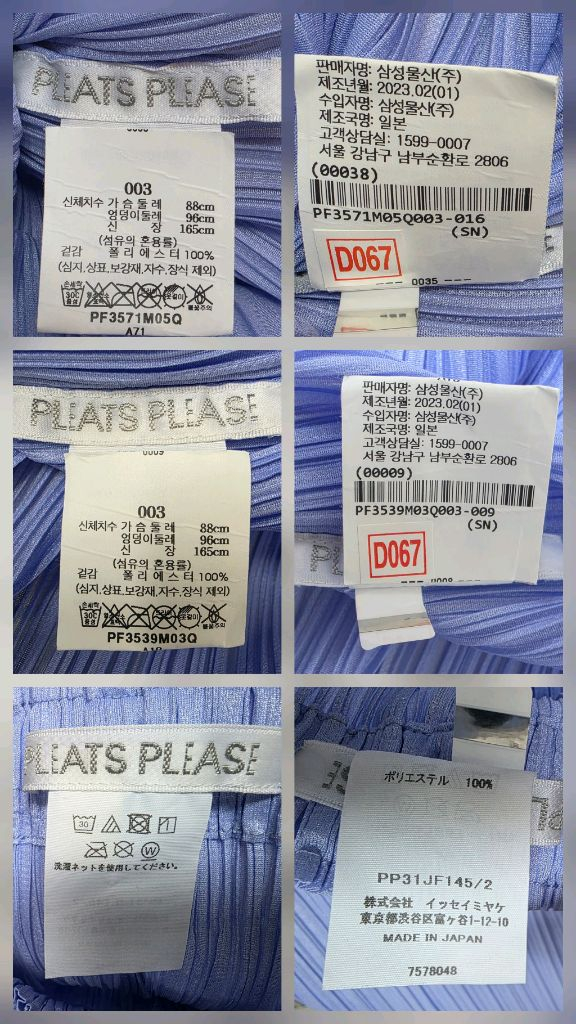 PLEATS PLEASE
003
신체치수 가 슴 둘 레 88cm
엉덩이둘레 96cm
신 장 165cm
(섬유의 혼용률)
겉감 폴 리 에 스 터 100%
(심지,상표,보강재,자수,장식 제외)
PF3571M05Q
A71
판매자명: 삼성물산(주)
제조년월: 2023.02(01)
수입자명: 삼성물산(주)
제조국명: 일본
고객상담실: 1599-0007
서울 강남구 남부순환로 2806
(00038)
PF3571M05Q003-016
(SN)
D067
--- 0035 ---
PLEATS PLEASE
0009
003
신체치수 가 슴 둘 레 88cm
엉덩이둘레 96cm
신 장 165cm
(섬유의 혼용률)
겉감 폴 리 에 스 터 100%
(심지,상표,보강재,자수,장식 제외)
PF3539M03Q
판매자명: 삼성물산(주)
제조년월: 2023.02(01)
수입자명: 삼성물산(주)
제조국명: 일본
고객상담실: 1599-0007
서울 강남구 남부순환로 2806
(00009)
PF3539M03Q003-009
(SN)
D067
PLEATS PLEASE
30
洗濯ネットを使用してください。
ポリエステル 100%
PP31JF145/2
株式会社 イッセイミヤケ
東京都渋谷区富ヶ谷1-12-10
MADE IN JAPAN
7578048